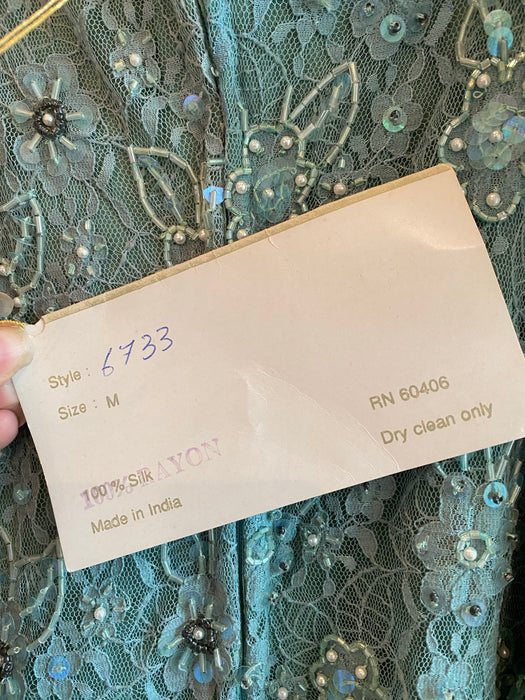 Style : 6733
Size : M
100% Silk
100% RAYON
Made in India
RN 60406
Dry clean only